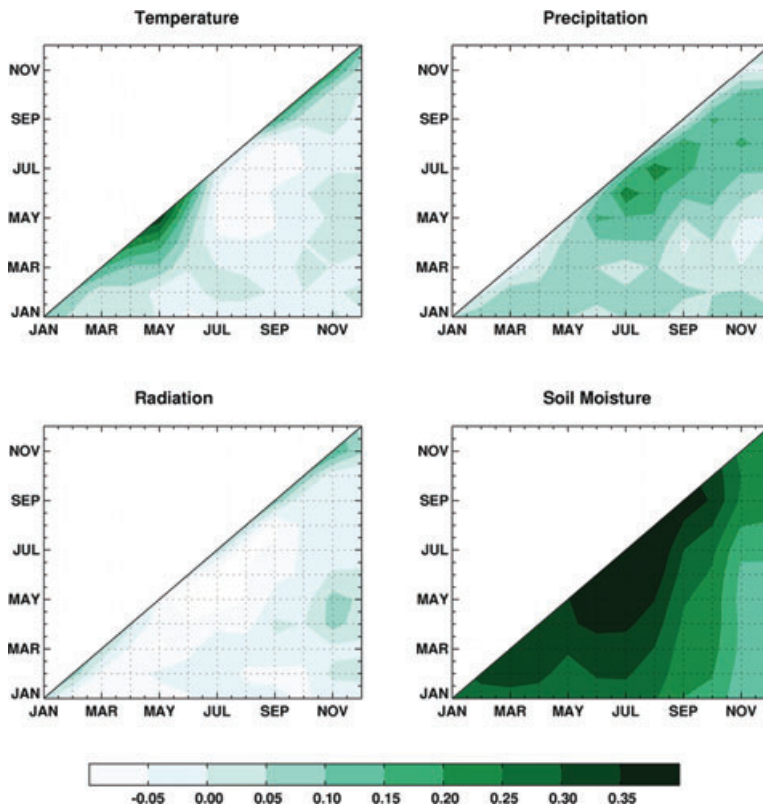 Temperature
Precipitation
NOV
SEP
JUL
MAY
MAR
JAN
JAN MAR MAY JUL SEP NOV
NOV
SEP
JUL
MAY
MAR
JAN
JAN MAR MAY JUL SEP NOV
Radiation
Soil Moisture
NOV
SEP
JUL
MAY
MAR
JAN
JAN MAR MAY JUL SEP NOV
NOV
SEP
JUL
MAY
MAR
JAN
JAN MAR MAY JUL SEP NOV
-0.05 0.00 0.05 0.10 0.15 0.20 0.25 0.30 0.35